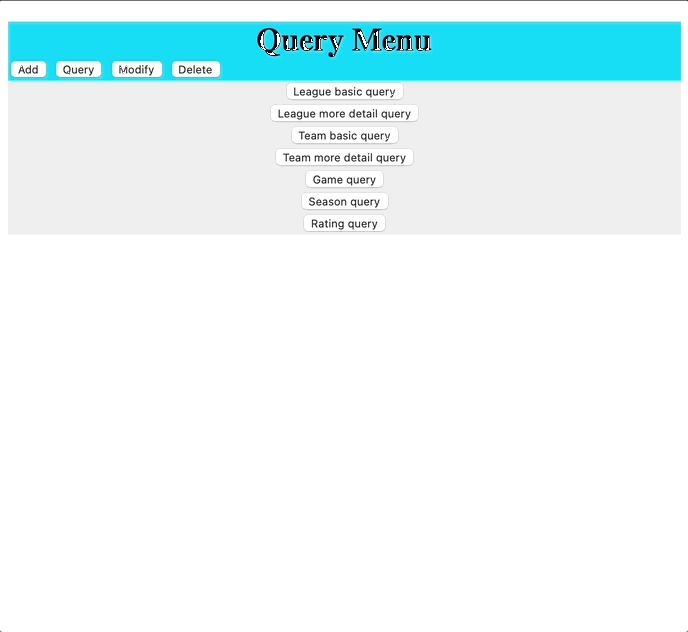 Query Menu
Add Query Modify Delete
League basic query
League more detail query
Team basic query
Team more detail query
Game query
Season query
Rating query